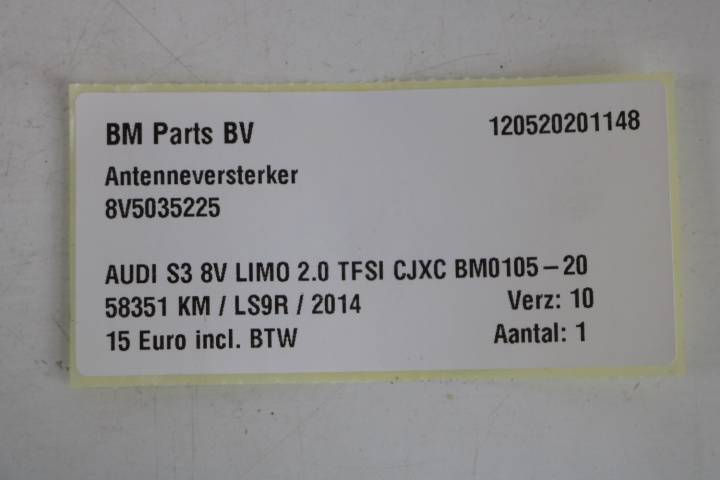 BM Parts BV 120520201148
Antenneversterker
8V5035225
AUDI S3 8V LIMO 2.0 TFSI CJXC BM0105-20
58351 KM / LS9R / 2014 Verz: 10
15 Euro incl. BTW Aantal: 1